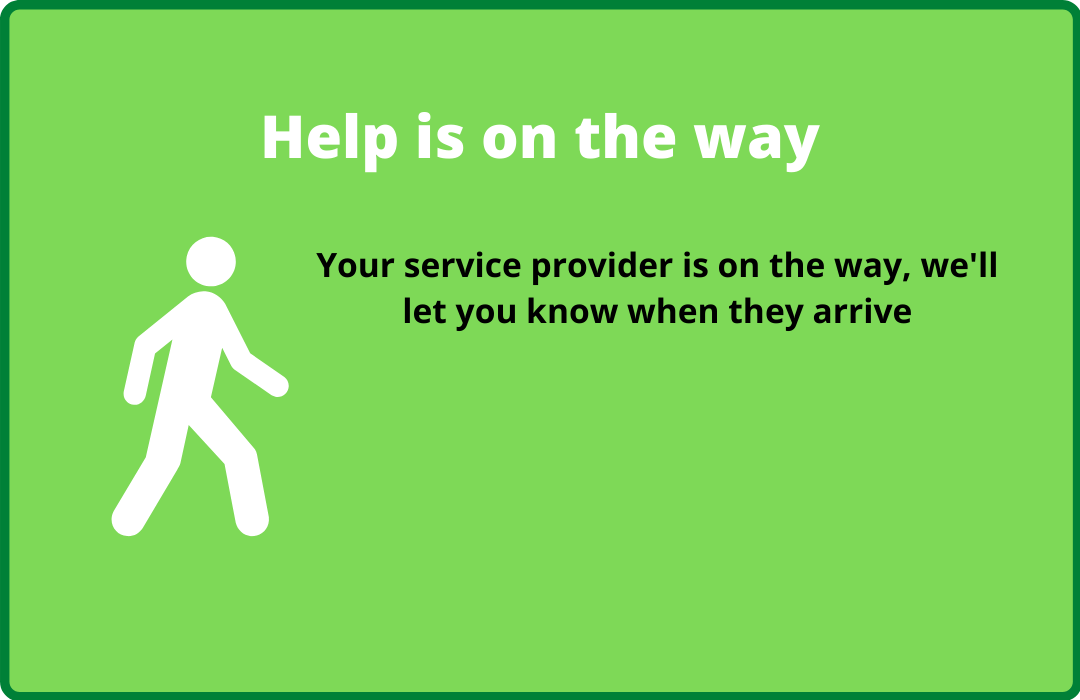 Help is on the way
Your service provider is on the way, we'll
let you know when they arrive